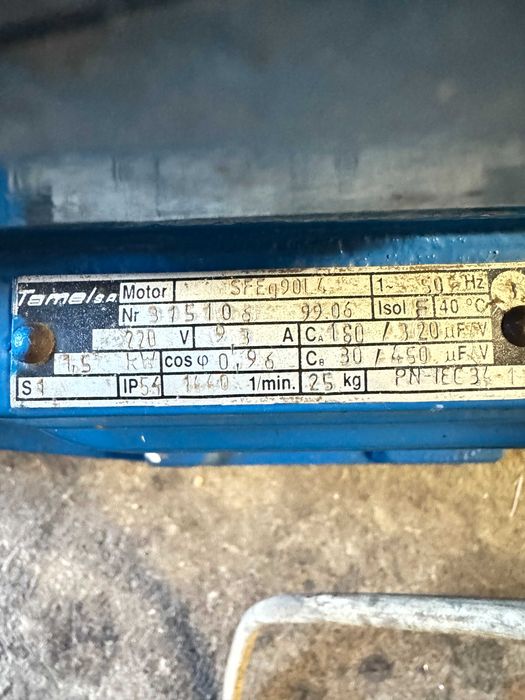 Tamel S.A. Motor SFEg90L4 1~ 50 Hz
Nr 315106 99.06 Isol F 40 °C
220 V 9,3 A CA 180 / 320 µF/V
1,5 kW cos φ 0,96 CB 30 / 450 µF/V
S1 IP54 1440 1/min. 25 kg PN-IEC34-1